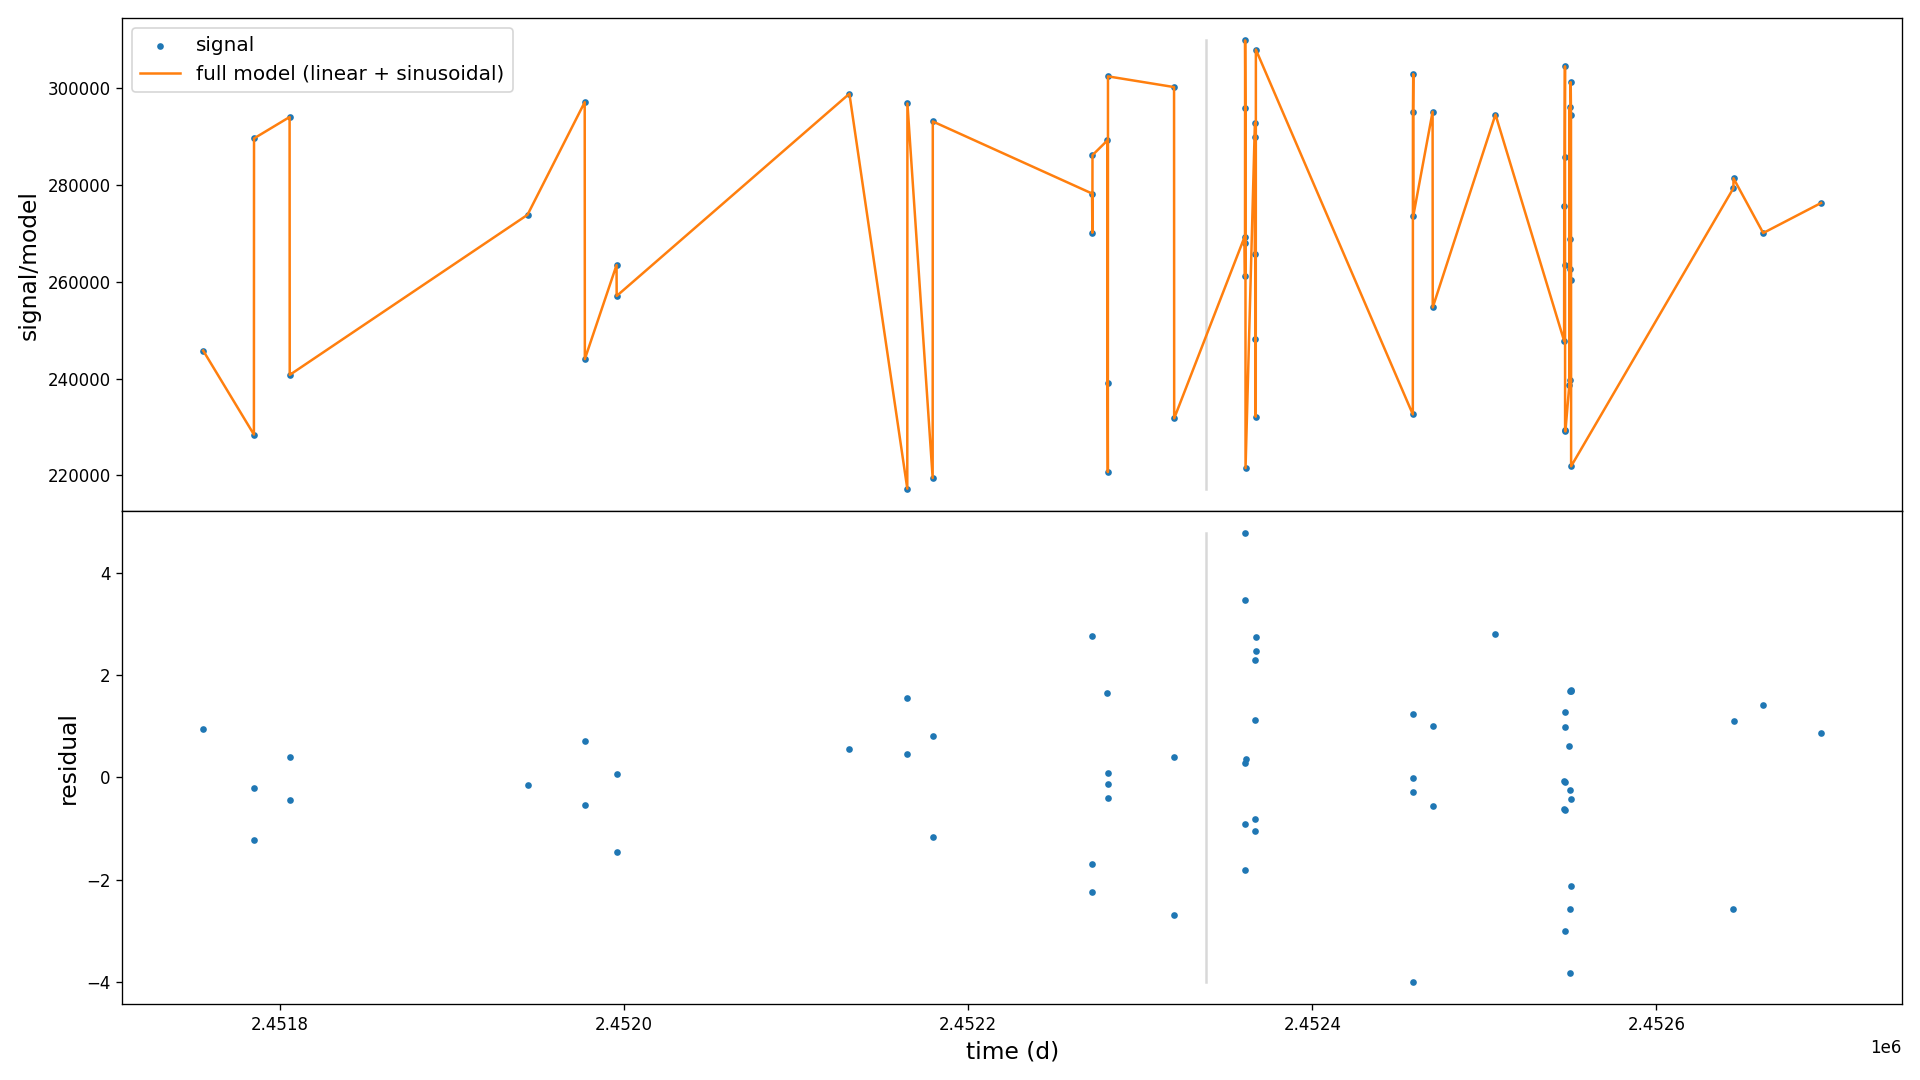 signal
full model (linear + sinusoidal)
300000
280000
260000
240000
220000
signal/model
4
2
0
−2
−4
residual
2.4518
2.4520
2.4522
2.4524
2.4526
1e6
time (d)